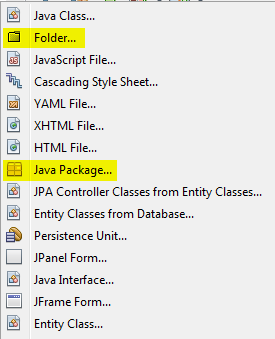 Java Class...
Folder...
JavaScript File...
Cascading Style Sheet...
YAML File...
XHTML File...
HTML File...
Java Package...
JPA Controller Classes from Entity Classes...
Entity Classes from Database...
Persistence Unit...
JPanel Form...
Java Interface...
JFrame Form...
Entity Class...